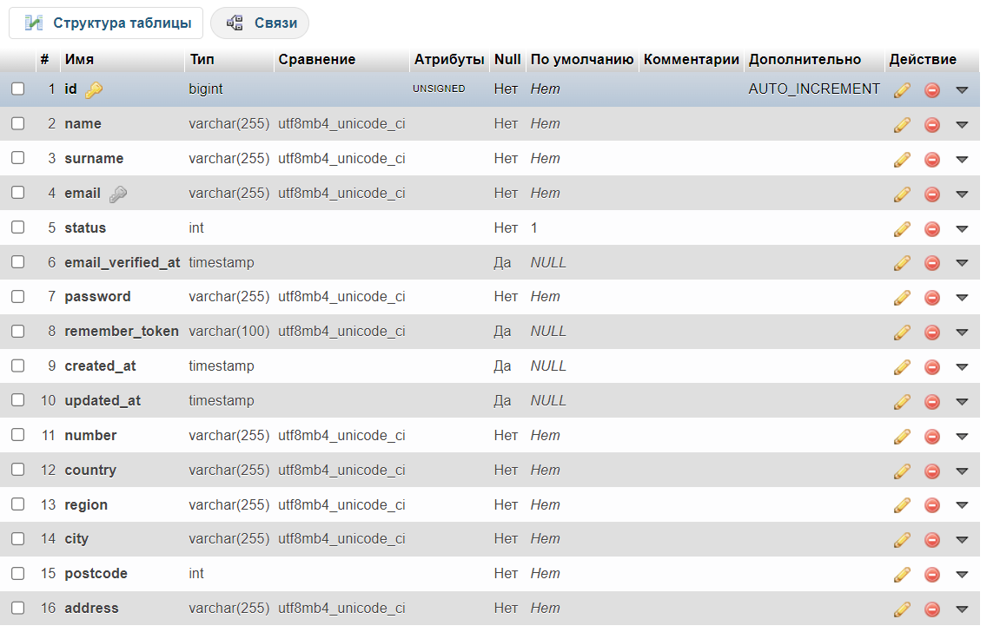 Структура таблицы Связи
# Имя Тип Сравнение Атрибуты Null По умолчанию Комментарии Дополнительно Действие
1 id bigint UNSIGNED Нет Нет AUTO_INCREMENT
2 name varchar(255) utf8mb4_unicode_ci Нет Нет
3 surname varchar(255) utf8mb4_unicode_ci Нет Нет
4 email varchar(255) utf8mb4_unicode_ci Нет Нет
5 status int Нет 1
6 email_verified_at timestamp Да NULL
7 password varchar(255) utf8mb4_unicode_ci Нет Нет
8 remember_token varchar(100) utf8mb4_unicode_ci Да NULL
9 created_at timestamp Да NULL
10 updated_at timestamp Да NULL
11 number varchar(255) utf8mb4_unicode_ci Нет Нет
12 country varchar(255) utf8mb4_unicode_ci Нет Нет
13 region varchar(255) utf8mb4_unicode_ci Нет Нет
14 city varchar(255) utf8mb4_unicode_ci Нет Нет
15 postcode int Нет Нет
16 address varchar(255) utf8mb4_unicode_ci Нет Нет